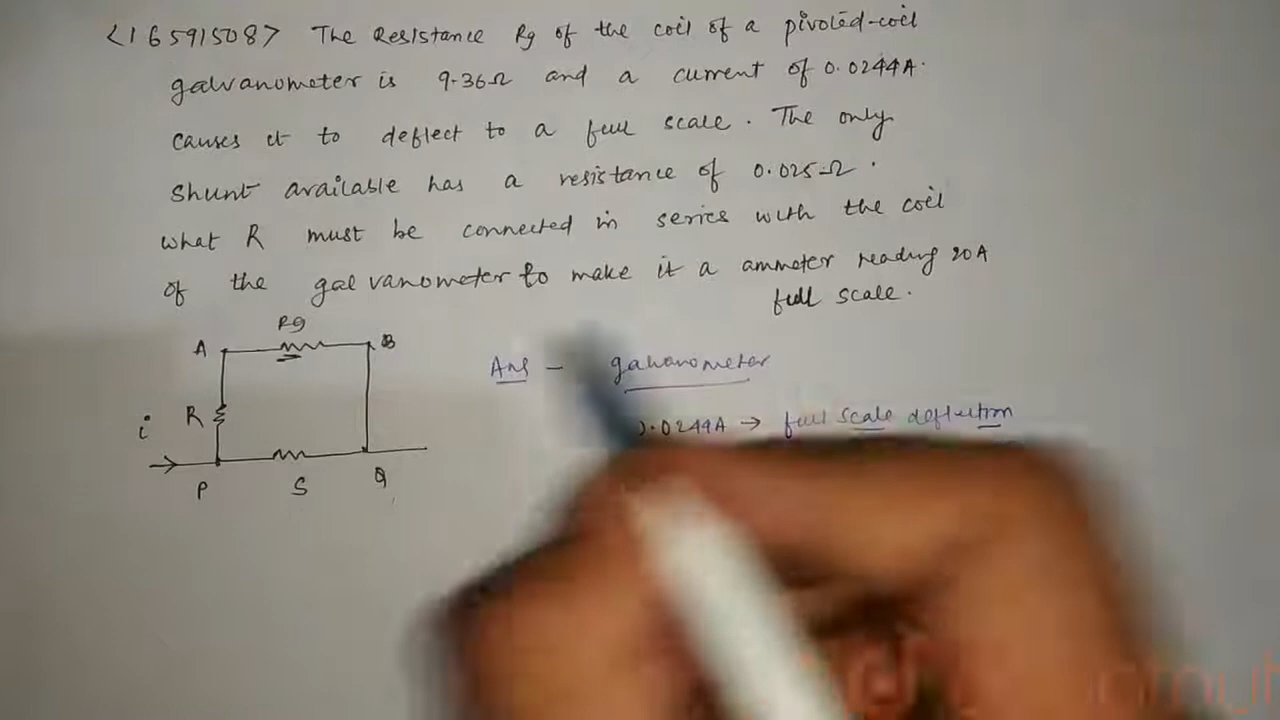 <16591508> The Resistance Rg of the coil of a pivoted-coil
galvanometer is 9.36Ω and a current of 0.0244A.
causes it to deflect to a full scale. The only
shunt available has a resistance of 0.025Ω.
what R must be connected in series with the coil
of the galvanometer to make it a ammeter reading 20A
full scale.
Rg
A B
i R
P S Q
Ans - galvanometer
0.0244A → full scale deflection